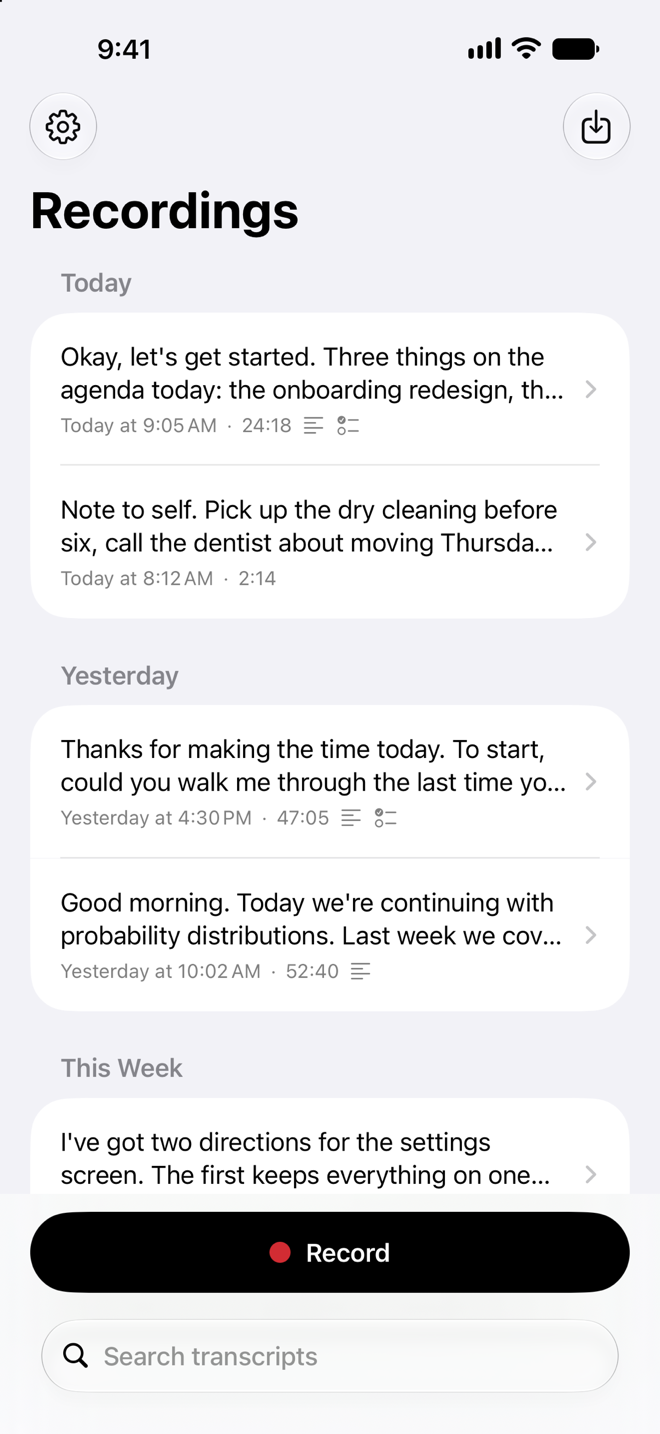 9:41
Recordings
Today
Okay, let's get started. Three things on the
agenda today: the onboarding redesign, th...
Today at 9:05 AM · 24:18
Note to self. Pick up the dry cleaning before
six, call the dentist about moving Thursda...
Today at 8:12 AM · 2:14
Yesterday
Thanks for making the time today. To start,
could you walk me through the last time yo...
Yesterday at 4:30 PM · 47:05
Good morning. Today we're continuing with
probability distributions. Last week we cov...
Yesterday at 10:02 AM · 52:40
This Week
I've got two directions for the settings
screen. The first keeps everything on one...
Record
Search transcripts